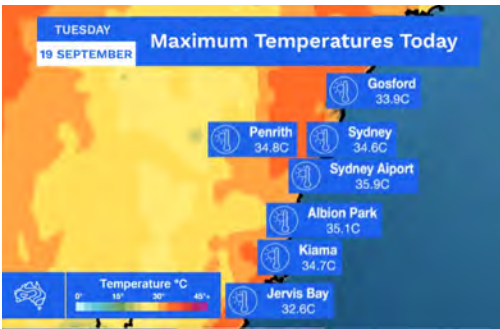 TUESDAY
19 SEPTEMBER
Maximum Temperatures Today
Gosford
33.9C
Penrith
34.8C
Sydney
34.6C
Sydney Aiport
35.9C
Albion Park
35.1C
Kiama
34.7C
Jervis Bay
32.6C
Temperature °C
0° 15° 30° 45°+